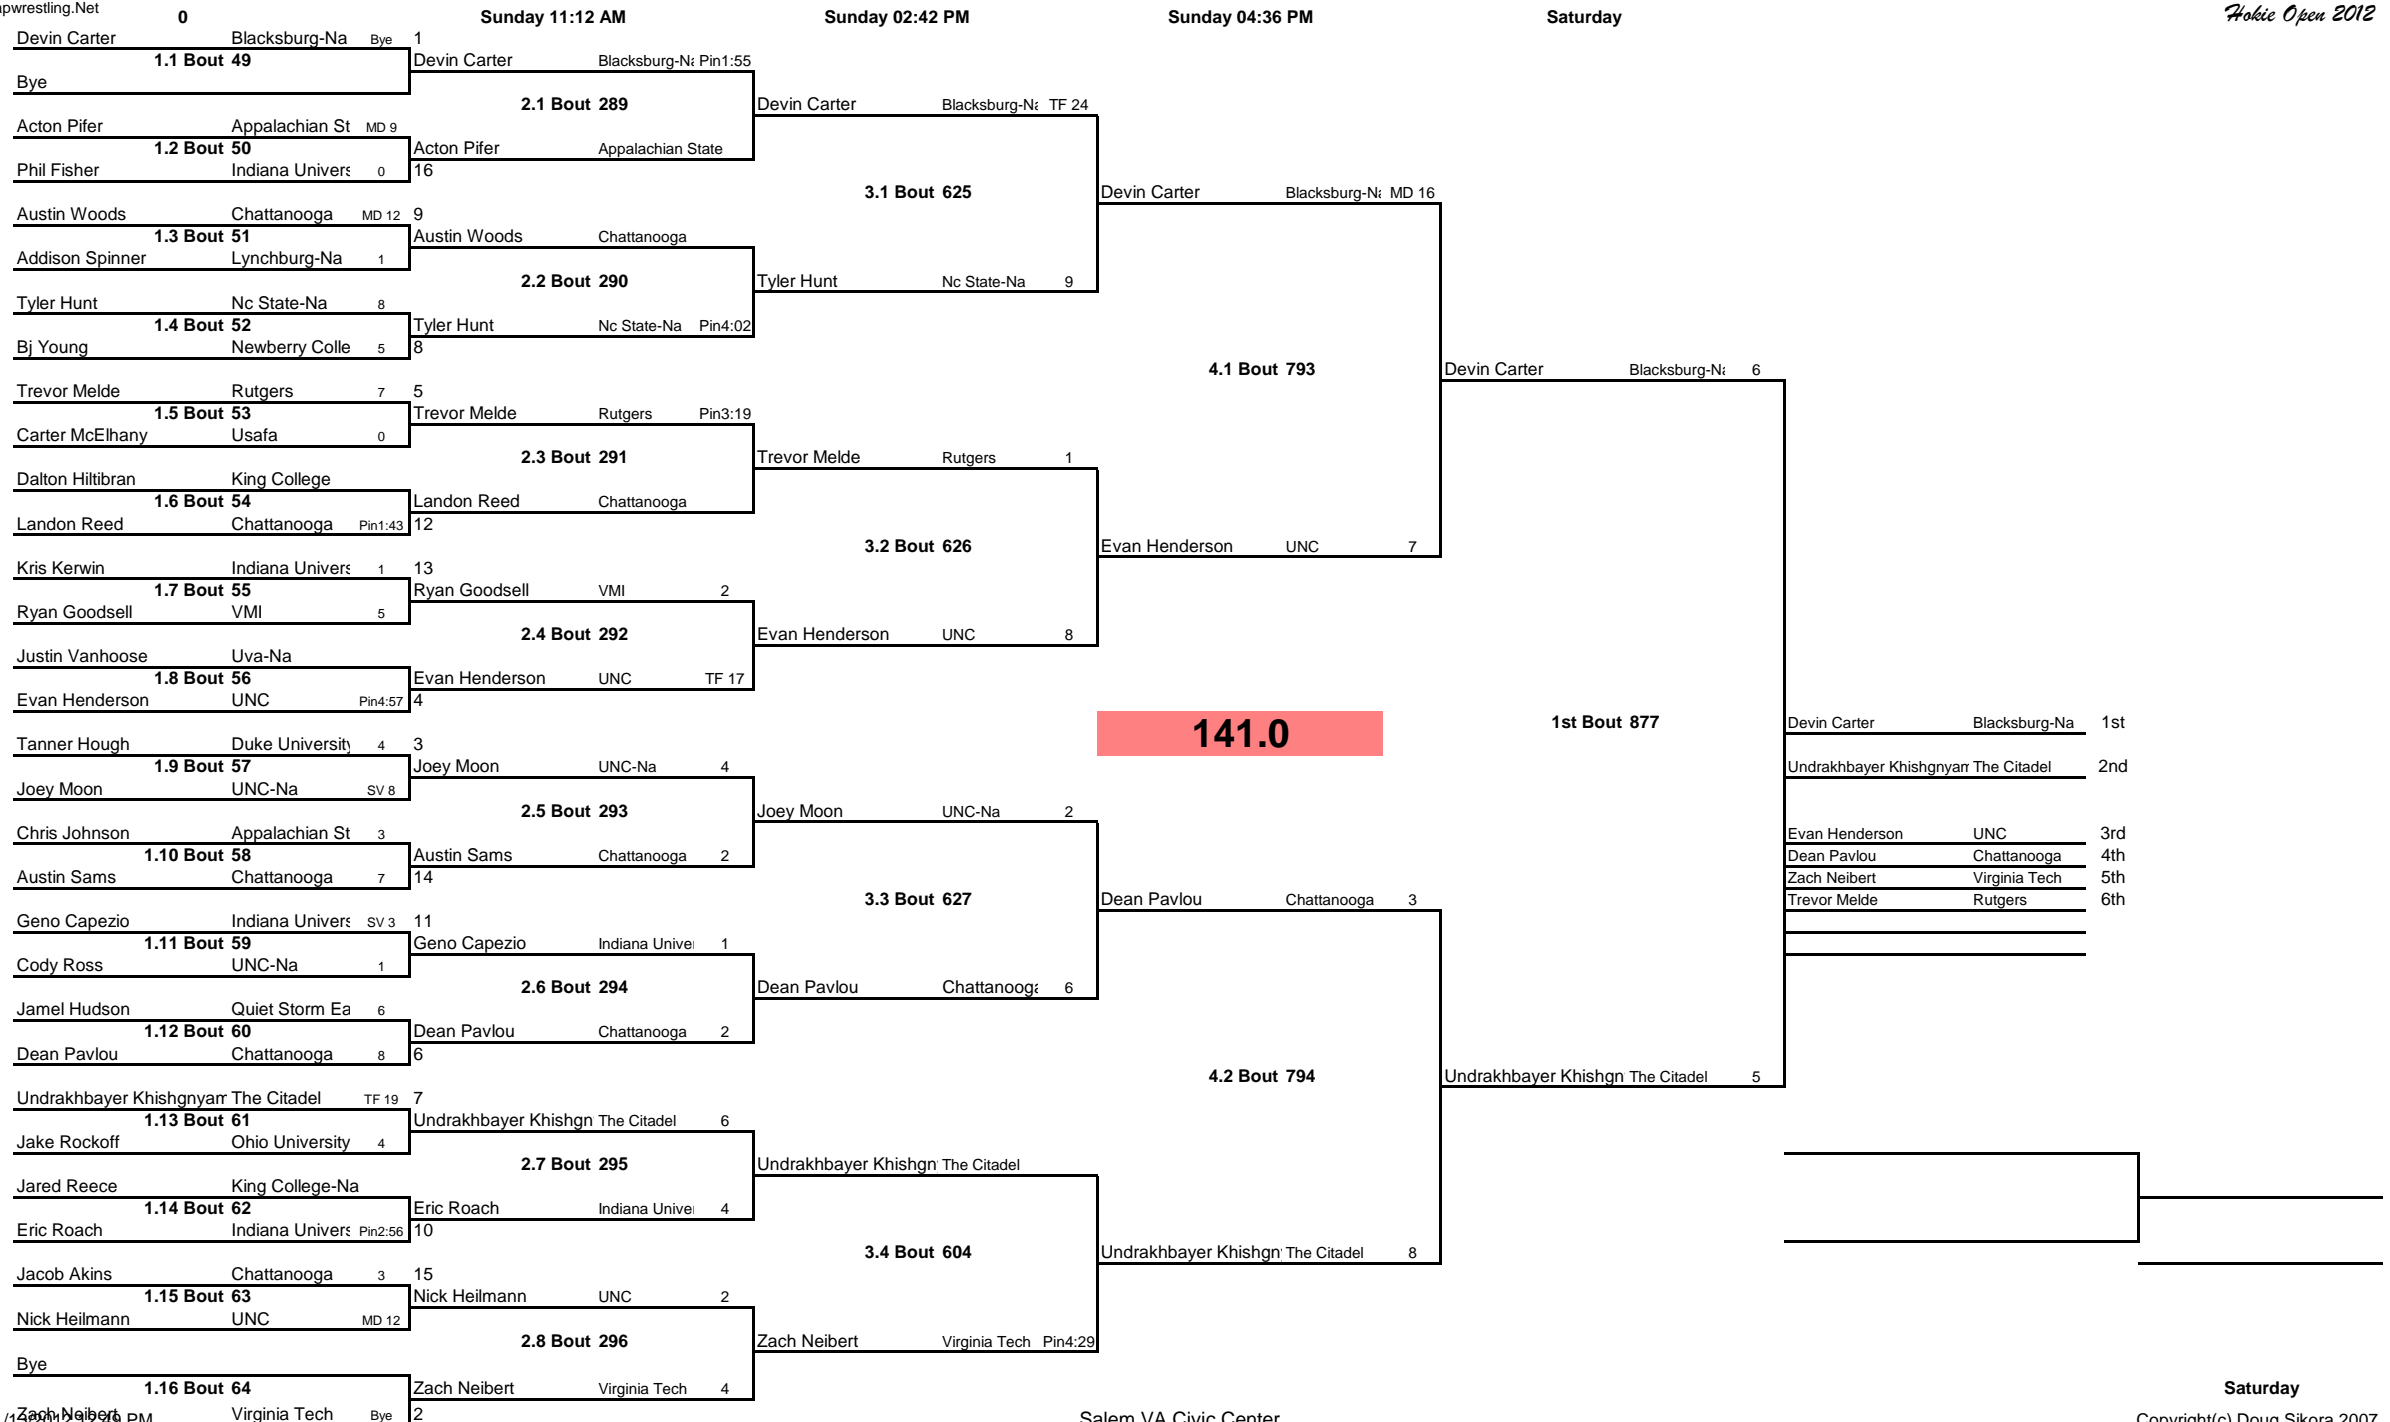 pwrestling.Net
0 Sunday 11:12 AM Sunday 02:42 PM Sunday 04:36 PM Saturday Hokie Open 2012
Devin Carter Blacksburg-Na Bye 1
1.1 Bout 49 Devin Carter Blacksburg-Na Pin1:55
Bye
2.1 Bout 289 Devin Carter Blacksburg-Na TF 24
Acton Pifer Appalachian St MD 9
1.2 Bout 50 Acton Pifer Appalachian State
Phil Fisher Indiana Univers 0 16
3.1 Bout 625 Devin Carter Blacksburg-Na MD 16
Austin Woods Chattanooga MD 12 9
1.3 Bout 51 Austin Woods Chattanooga
Addison Spinner Lynchburg-Na 1
2.2 Bout 290 Tyler Hunt Nc State-Na 9
Tyler Hunt Nc State-Na 8
1.4 Bout 52 Tyler Hunt Nc State-Na Pin4:02
Bj Young Newberry Colle 5 8
4.1 Bout 793 Devin Carter Blacksburg-Na 6
Trevor Melde Rutgers 7 5
1.5 Bout 53 Trevor Melde Rutgers Pin3:19
Carter McElhany Usafa 0
2.3 Bout 291 Trevor Melde Rutgers 1
Dalton Hiltibran King College
1.6 Bout 54 Landon Reed Chattanooga
Landon Reed Chattanooga Pin1:43 12
3.2 Bout 626 Evan Henderson UNC 7
Kris Kerwin Indiana Univers 1 13
1.7 Bout 55 Ryan Goodsell VMI 2
Ryan Goodsell VMI 5
2.4 Bout 292 Evan Henderson UNC 8
Justin Vanhoose Uva-Na
1.8 Bout 56 Evan Henderson UNC TF 17
Evan Henderson UNC Pin4:57 4
141.0 1st Bout 877 Devin Carter Blacksburg-Na 1st
Tanner Hough Duke University 4 3
1.9 Bout 57 Joey Moon UNC-Na 4 Undrakhbayer Khishgnyam The Citadel 2nd
Joey Moon UNC-Na SV 8
2.5 Bout 293 Joey Moon UNC-Na 2
Chris Johnson Appalachian St 3 Evan Henderson UNC 3rd
1.10 Bout 58 Austin Sams Chattanooga 2 Dean Pavlou Chattanooga 4th
Austin Sams Chattanooga 7 14 Zach Neibert Virginia Tech 5th
3.3 Bout 627 Dean Pavlou Chattanooga 3 Trevor Melde Rutgers 6th
Geno Capezio Indiana Univers SV 3 11
1.11 Bout 59 Geno Capezio Indiana Univer 1
Cody Ross UNC-Na 1
2.6 Bout 294 Dean Pavlou Chattanooga 6
Jamel Hudson Quiet Storm Ea 6
1.12 Bout 60 Dean Pavlou Chattanooga 2
Dean Pavlou Chattanooga 8 6
4.2 Bout 794 Undrakhbayer Khishgn The Citadel 5
Undrakhbayer Khishgnyam The Citadel TF 19 7
1.13 Bout 61 Undrakhbayer Khishgn The Citadel 6
Jake Rockoff Ohio University 4
2.7 Bout 295 Undrakhbayer Khishgn The Citadel
Jared Reece King College-Na
1.14 Bout 62 Eric Roach Indiana Univer 4
Eric Roach Indiana Univers Pin2:56 10
3.4 Bout 604 Undrakhbayer Khishgny The Citadel 8
Jacob Akins Chattanooga 3 15
1.15 Bout 63 Nick Heilmann UNC 2
Nick Heilmann UNC MD 12
2.8 Bout 296 Zach Neibert Virginia Tech Pin4:29
Bye
1.16 Bout 64 Zach Neibert Virginia Tech 4 Saturday
Zach Neibert Virginia Tech Bye 2
Salem VA Civic Center Copyright(c) Doug Sikora 2007